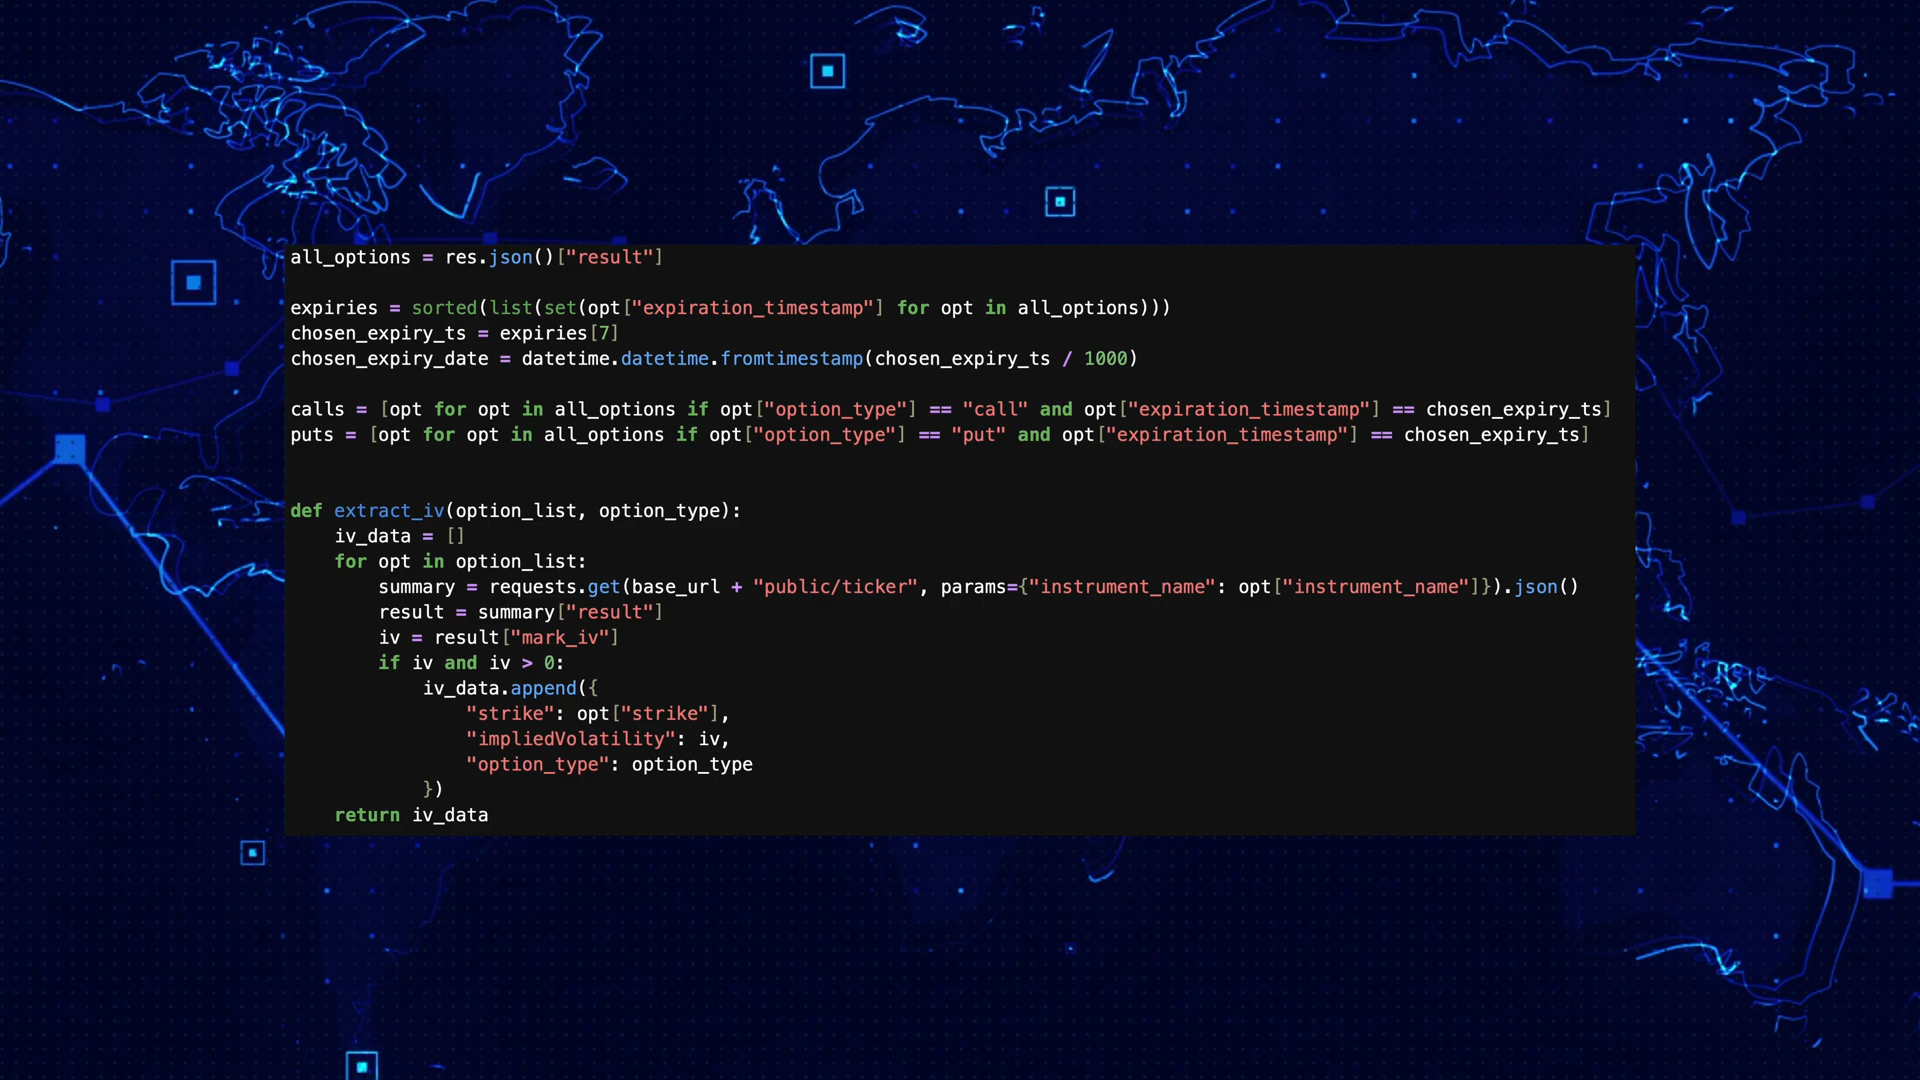 all_options = res.json()["result"]
expiries = sorted(list(set(opt["expiration_timestamp"] for opt in all_options)))
chosen_expiry_ts = expiries[7]
chosen_expiry_date = datetime.datetime.fromtimestamp(chosen_expiry_ts / 1000)
calls = [opt for opt in all_options if opt["option_type"] == "call" and opt["expiration_timestamp"] == chosen_expiry_ts]
puts = [opt for opt in all_options if opt["option_type"] == "put" and opt["expiration_timestamp"] == chosen_expiry_ts]
def extract_iv(option_list, option_type):
    iv_data = []
    for opt in option_list:
        summary = requests.get(base_url + "public/ticker", params={"instrument_name": opt["instrument_name"]}).json()
        result = summary["result"]
        iv = result["mark_iv"]
        if iv and iv > 0:
            iv_data.append({
                "strike": opt["strike"],
                "impliedVolatility": iv,
                "option_type": option_type
            })
    return iv_data